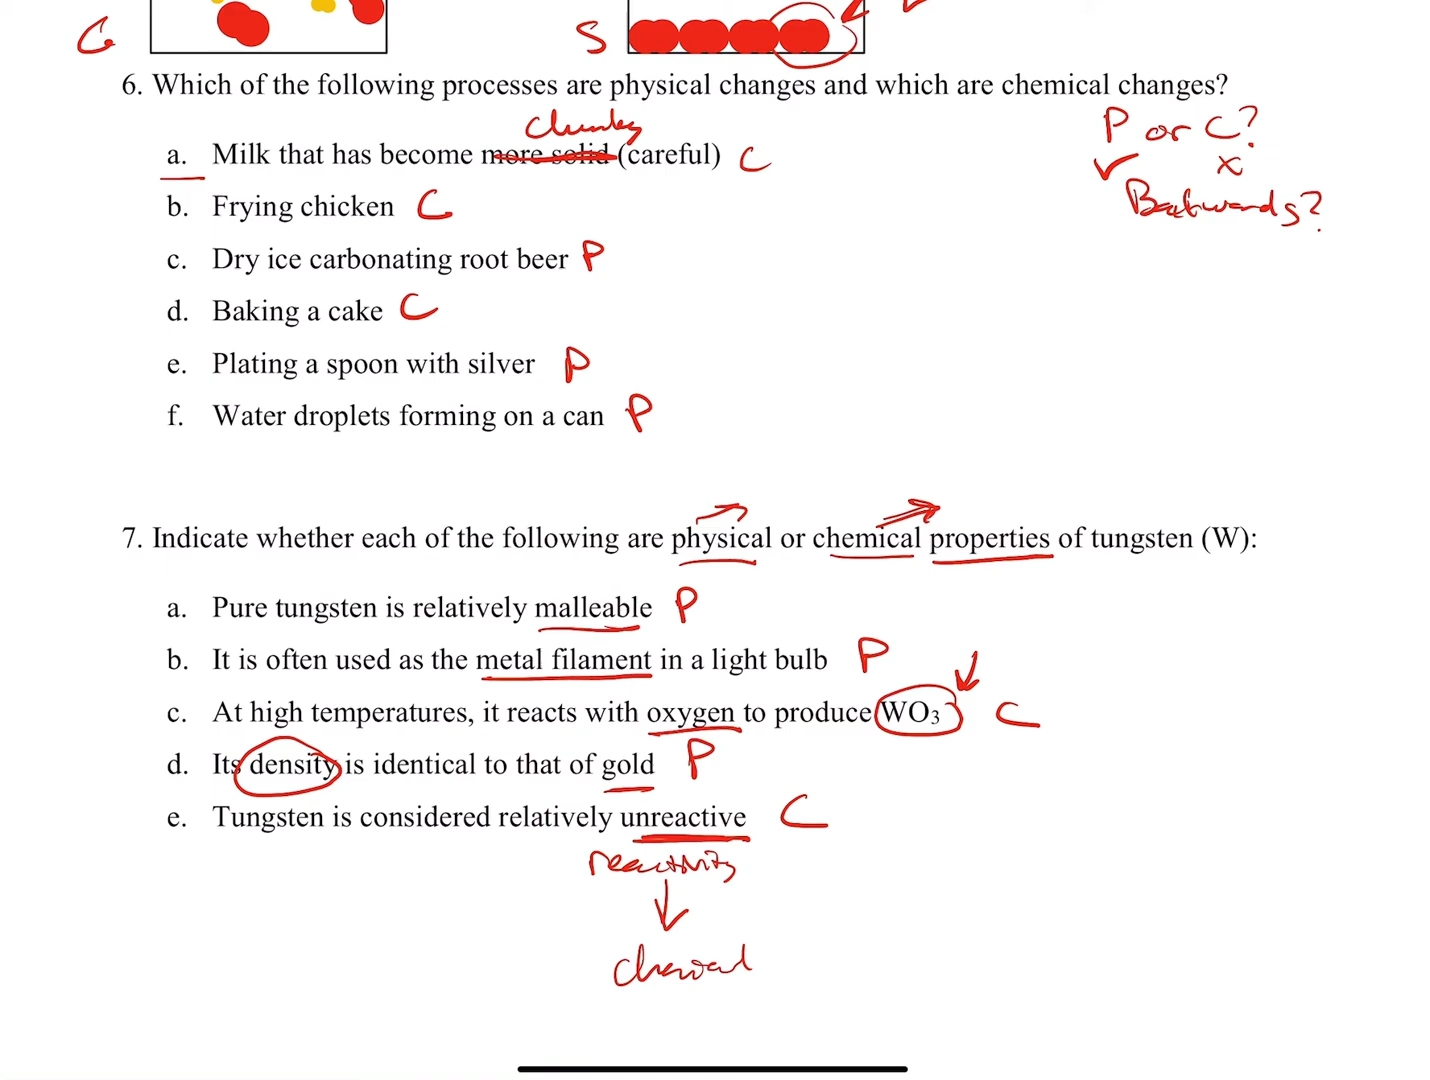 G S
6. Which of the following processes are physical changes and which are chemical changes?
Chunky
P or C?
a. Milk that has become more solid (careful) C
✓ x
Backwards?
b. Frying chicken C
c. Dry ice carbonating root beer P
d. Baking a cake C
e. Plating a spoon with silver P
f. Water droplets forming on a can P
7. Indicate whether each of the following are physical or chemical properties of tungsten (W):
a. Pure tungsten is relatively malleable P
b. It is often used as the metal filament in a light bulb P
c. At high temperatures, it reacts with oxygen to produce WO₃ C
d. Its density is identical to that of gold P
e. Tungsten is considered relatively unreactive C
reactivity
chemical